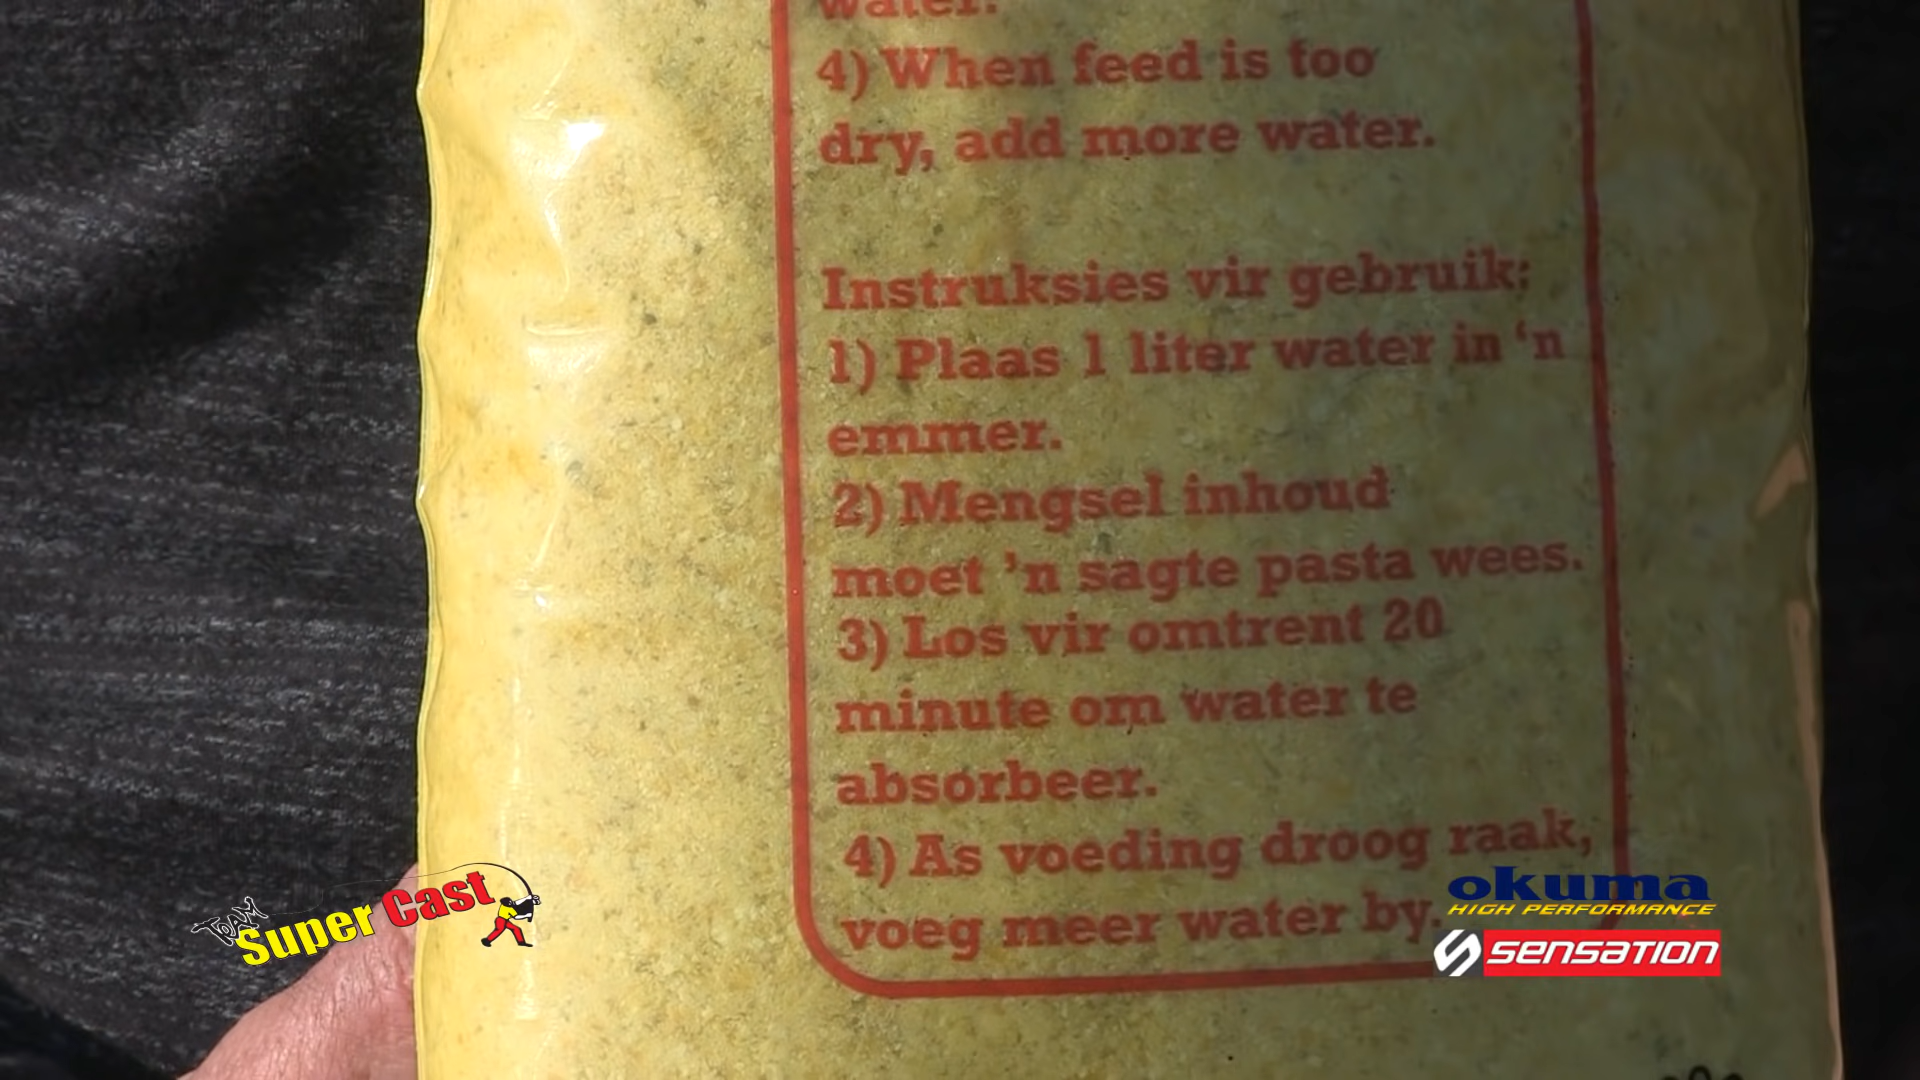 water.
4) When feed is too
dry, add more water.
Instruksies vir gebruik:
1) Plaas 1 liter water in ‘n
emmer.
2) Mengsel inhoud
moet ’n sagte pasta wees.
3) Los vir omtrent 20
minute om water te
absorbeer.
4) As voeding droog raak,
voeg meer water by.
TEAM
Super Cast
okuma
HIGH PERFORMANCE
SENSATION